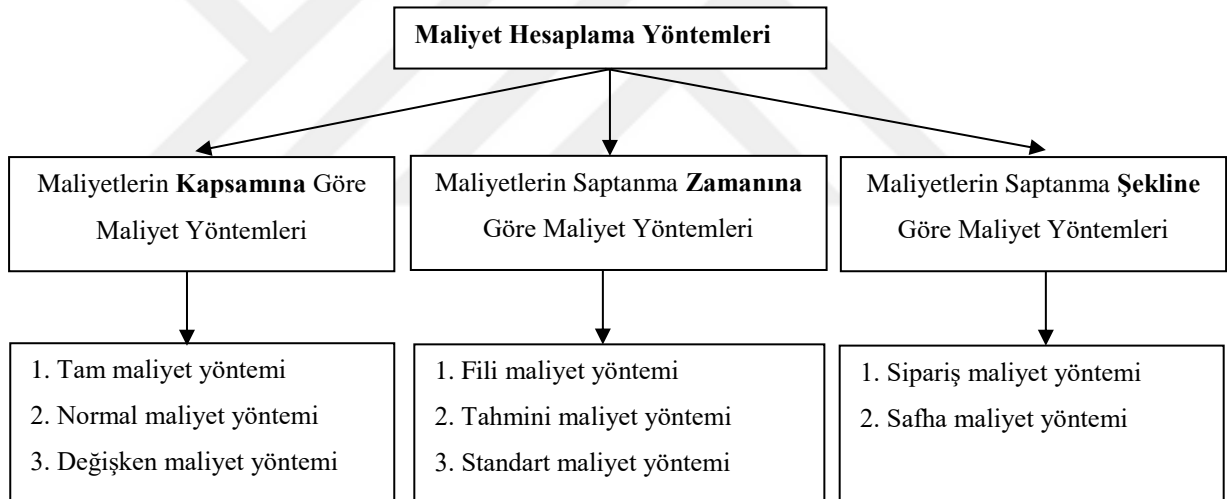 Maliyet Hesaplama Yöntemleri
Maliyetlerin Kapsamına Göre
Maliyet Yöntemleri
Maliyetlerin Saptanma Zamanına
Göre Maliyet Yöntemleri
Maliyetlerin Saptanma Şekline
Göre Maliyet Yöntemleri
1. Tam maliyet yöntemi
2. Normal maliyet yöntemi
3. Değişken maliyet yöntemi
1. Fili maliyet yöntemi
2. Tahmini maliyet yöntemi
3. Standart maliyet yöntemi
1. Sipariş maliyet yöntemi
2. Safha maliyet yöntemi